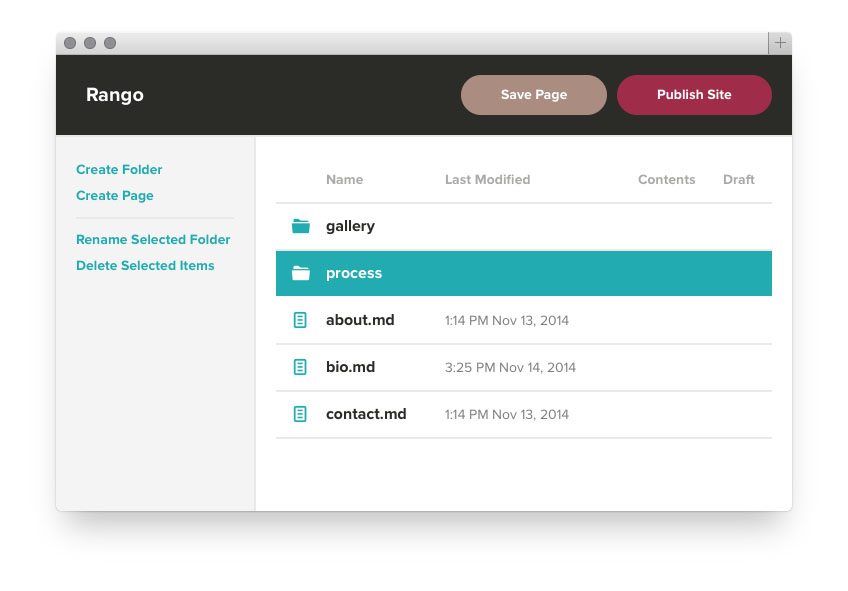 Rango
Save Page
Publish Site
Create Folder
Create Page
Rename Selected Folder
Delete Selected Items
Name Last Modified Contents Draft
gallery
process
about.md 1:14 PM Nov 13, 2014
bio.md 3:25 PM Nov 14, 2014
contact.md 1:14 PM Nov 13, 2014